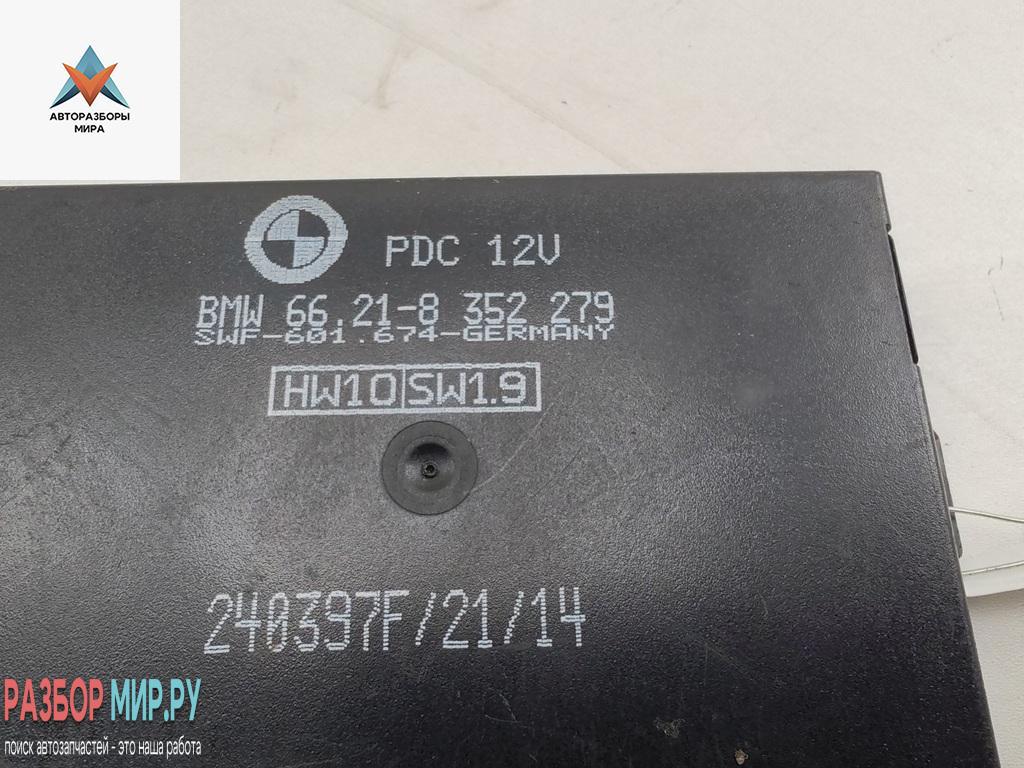 АВТОРАЗБОРЫ
МИРА
PDC 12V
BMW 66.21-8 352 279
SWF-601.674-GERMANY
HW10 SW1.9
240397F/21/14
РАЗБОР МИР.РУ
поиск автозапчастей - это наша работа